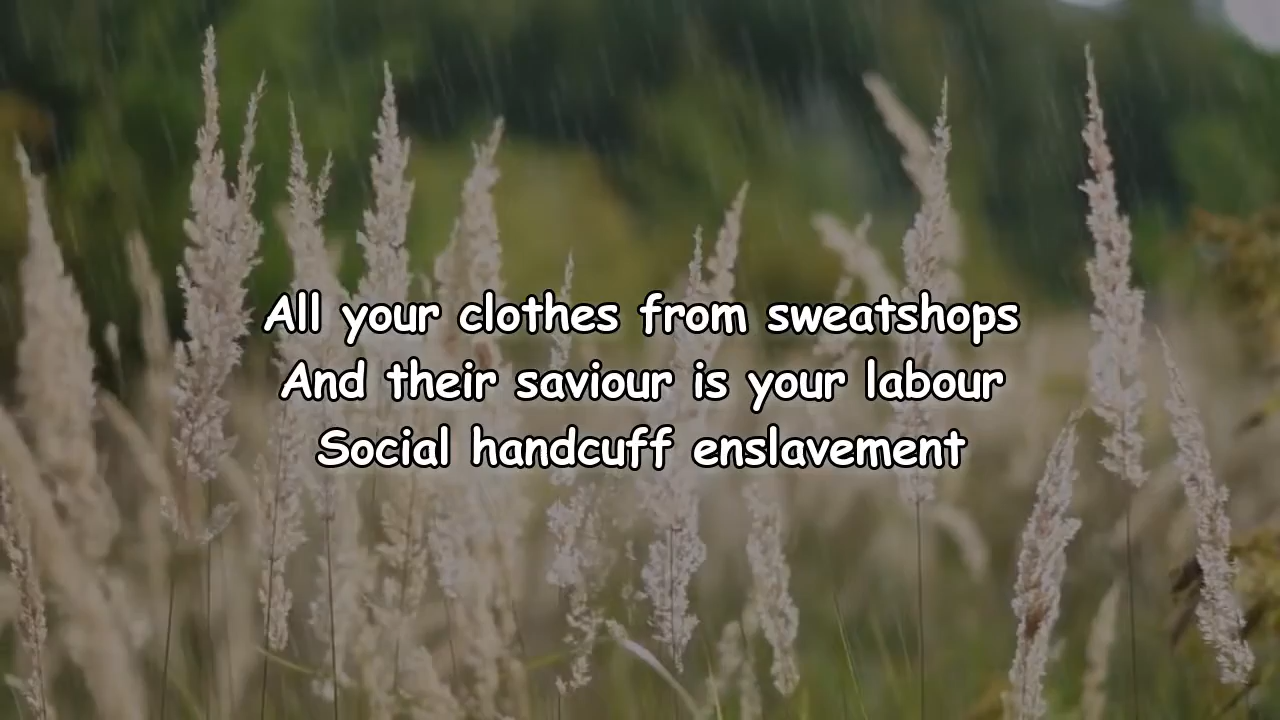 All your clothes from sweatshops
And their saviour is your labour
Social handcuff enslavement